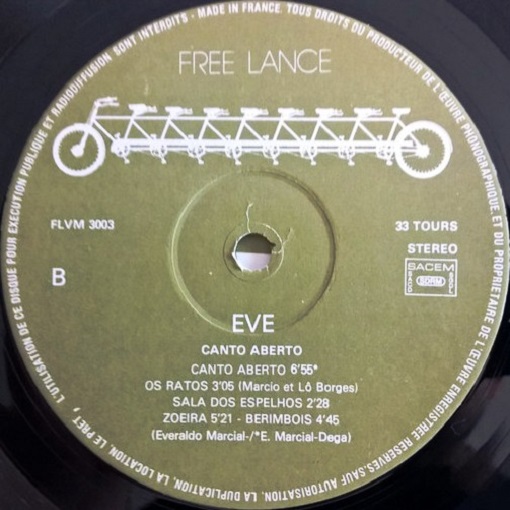 - MADE IN FRANCE. TOUS DROITS DU PRODUCTEUR DE L'ŒUVRE PHONOGRAPHIQUE ET DU PROPRIETAIRE DE L'ŒUVRE ENREGISTREE RESERVES. SAUF AUTORISATION, LA DUPLICATION, LA LOCATION, LE PRET, L'UTILISATION DE CE DISQUE POUR EXECUTION PUBLIQUE ET RADIODIFFUSION SONT INTERDITS
FREE LANCE
FLVM 3003
33 TOURS
STEREO
B
SACEM
SDRM
SACD
SGDL
EVE
CANTO ABERTO
CANTO ABERTO 6'55*
OS RATOS 3'05 (Marcio et Lô Borges)
SALA DOS ESPELHOS 2'28
ZOEIRA 5'21 - BERIMBOIS 4'45
(Everaldo Marcial-/*E. Marcial-Dega)